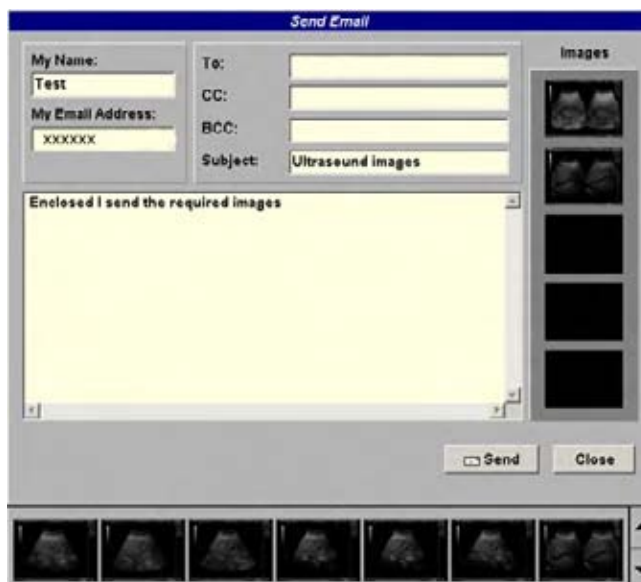 Send Email
My Name:
Test
My Email Address:
xxxxxx
To:
CC:
BCC:
Subject: Ultrasound images
Images
Enclosed I send the required images
Send
Close